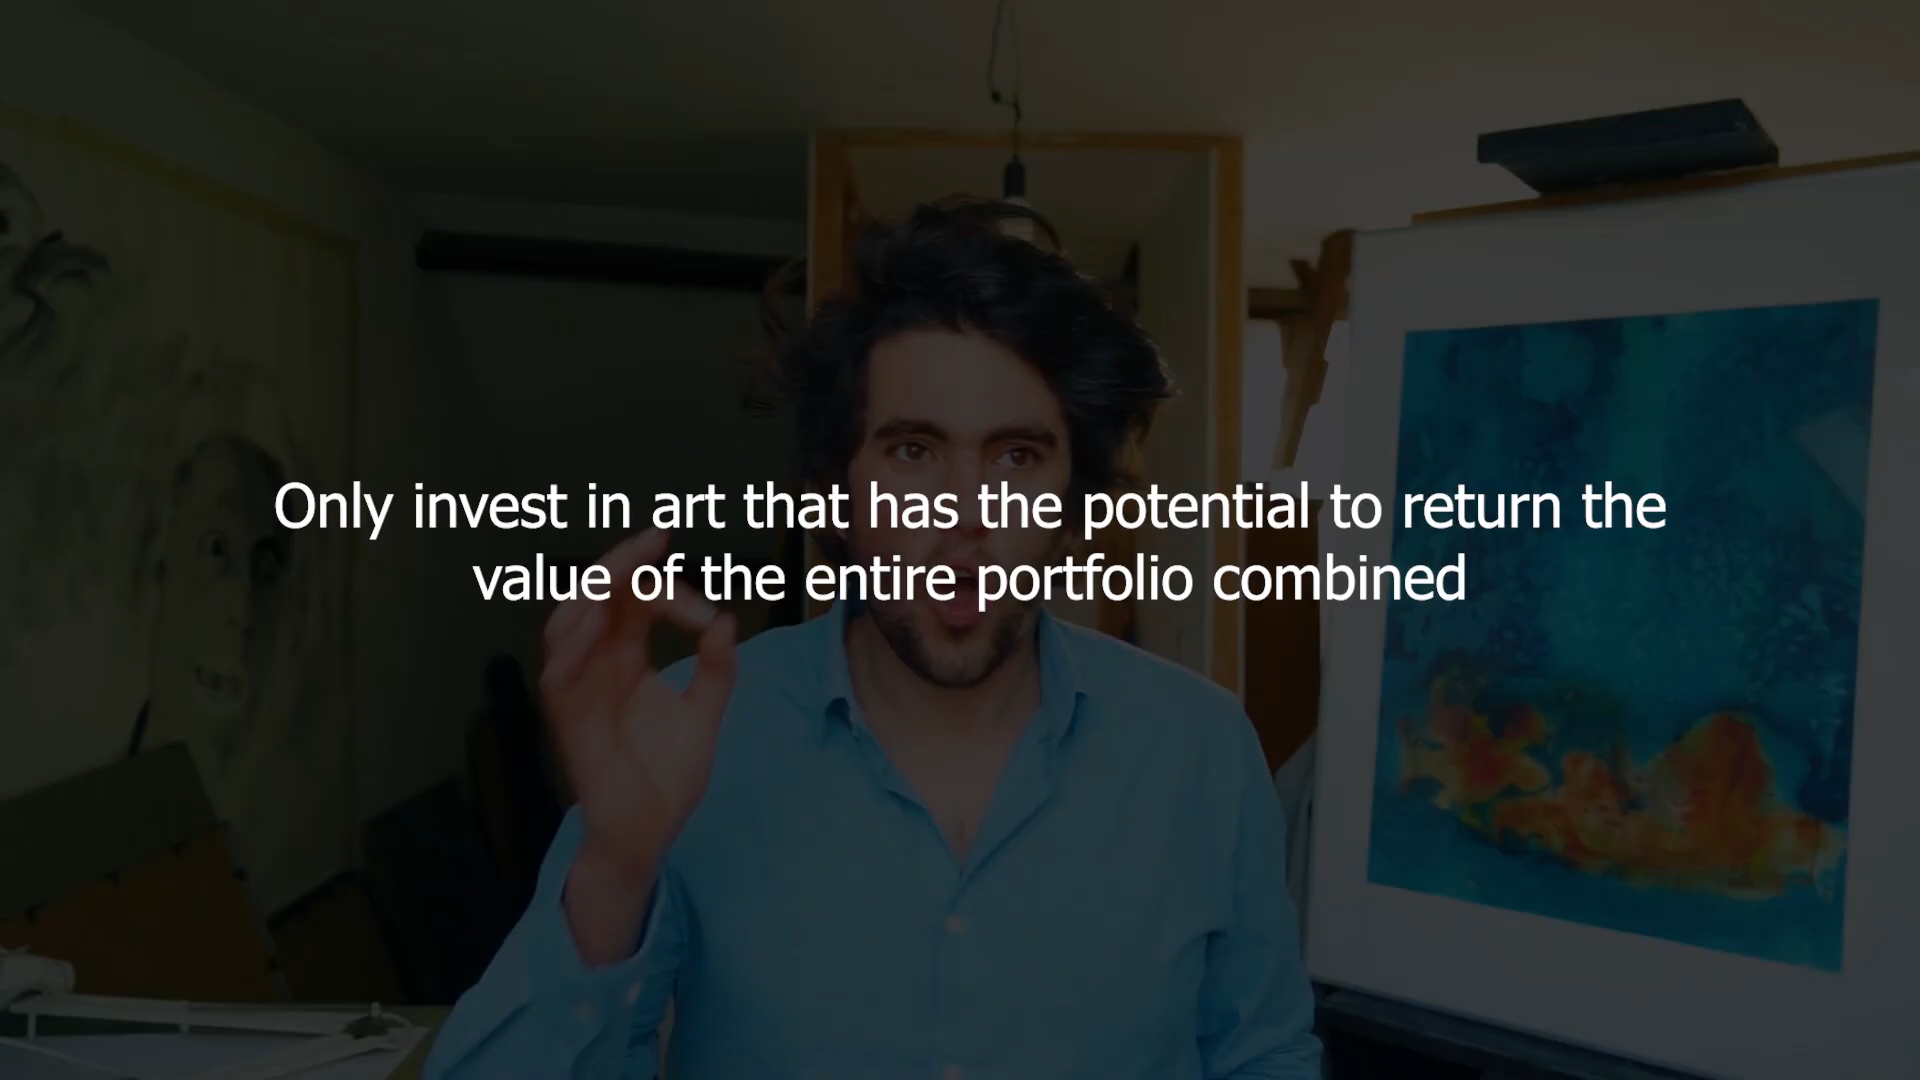 Only invest in art that has the potential to return the
value of the entire portfolio combined